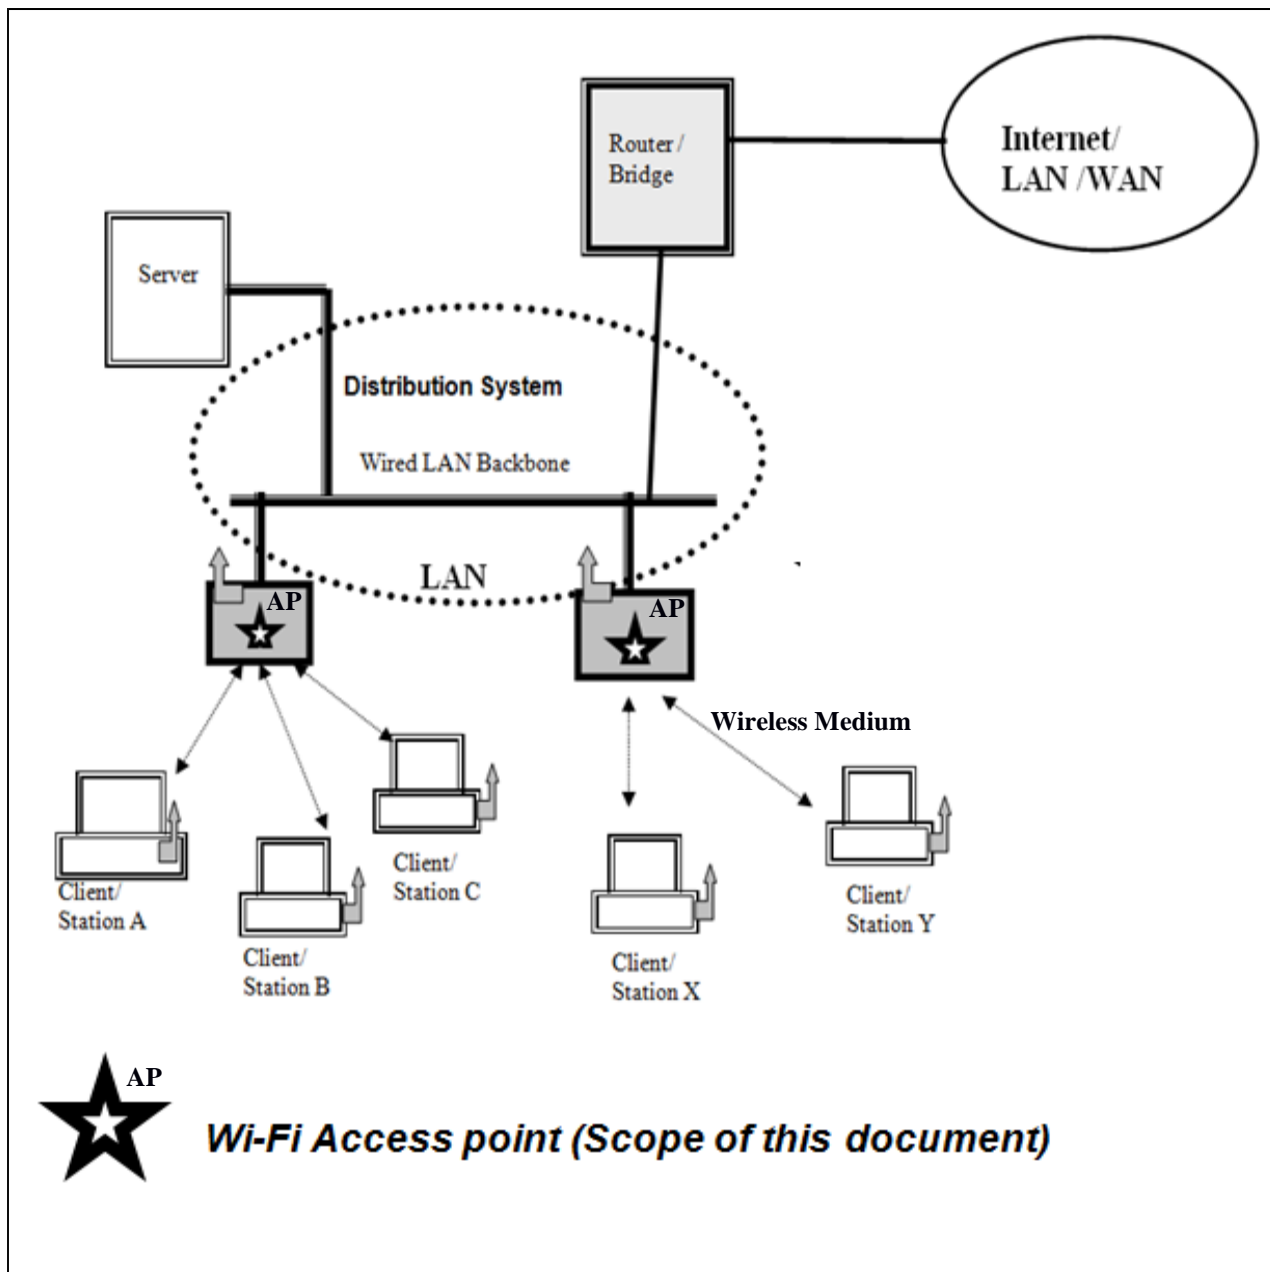 Router /
Bridge
Internet/
LAN /WAN
Server
Distribution System
Wired LAN Backbone
LAN
AP
AP
Wireless Medium
Client/
Station A
Client/
Station B
Client/
Station C
Client/
Station X
Client/
Station Y
AP
Wi-Fi Access point (Scope of this document)